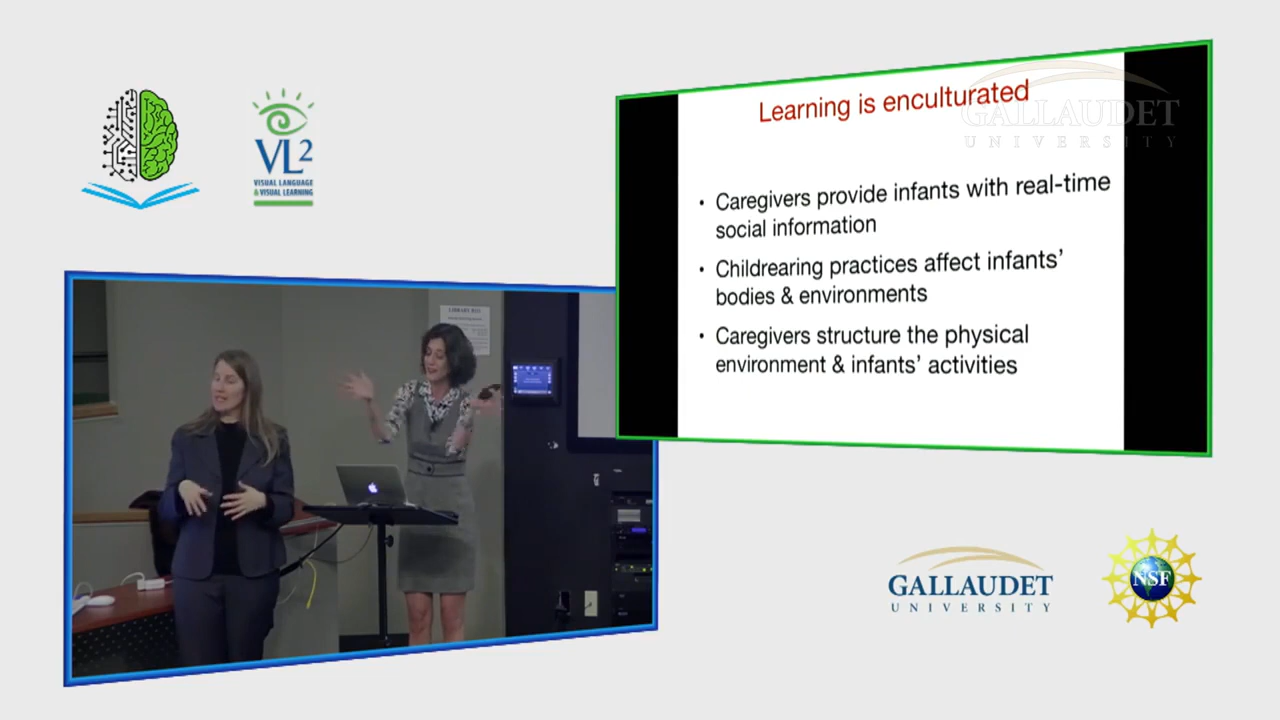 VL2
VISUAL LANGUAGE
& VISUAL LEARNING
Learning is enculturated
GALLAUDET
UNIVERSITY
• Caregivers provide infants with real-time
social information
• Childrearing practices affect infants'
bodies & environments
• Caregivers structure the physical
environment & infants' activities
GALLAUDET
UNIVERSITY
NSF